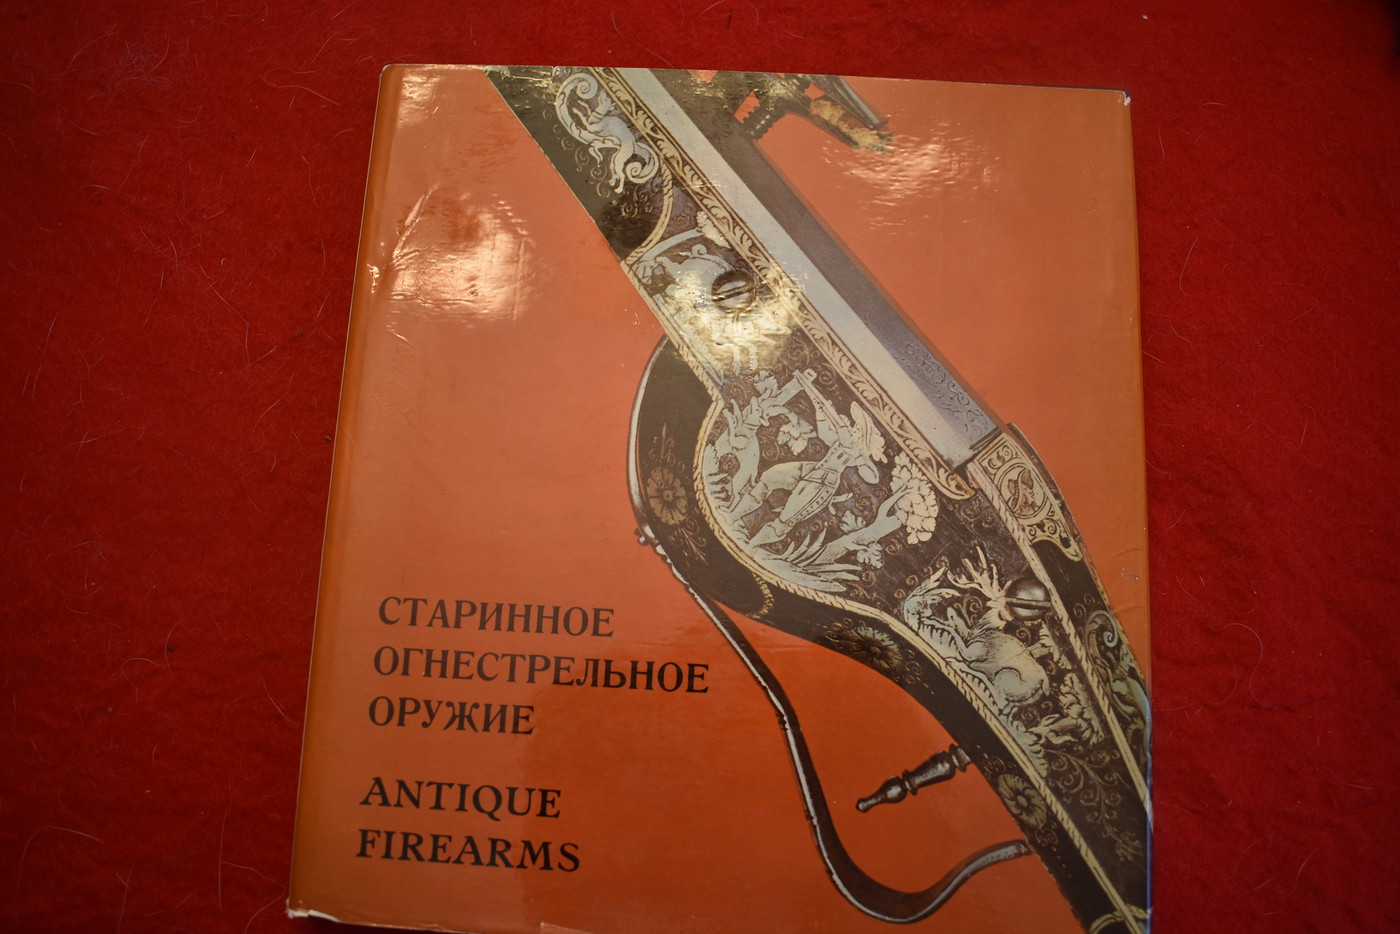 СТАРИННОЕ
ОГНЕСТРЕЛЬНОЕ
ОРУЖИЕ
ANTIQUE
FIREARMS